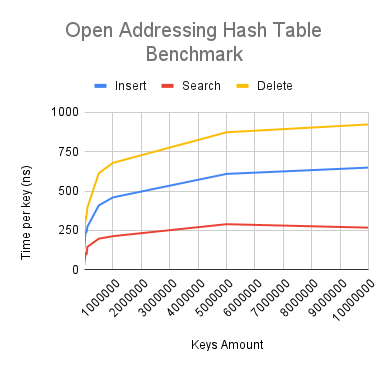 Open Addressing Hash Table
Benchmark
Insert Search Delete
Time per key (ns)
1000
750
500
250
0
1000000 2000000 3000000 4000000 5000000 6000000 7000000 8000000 9000000 10000000
Keys Amount